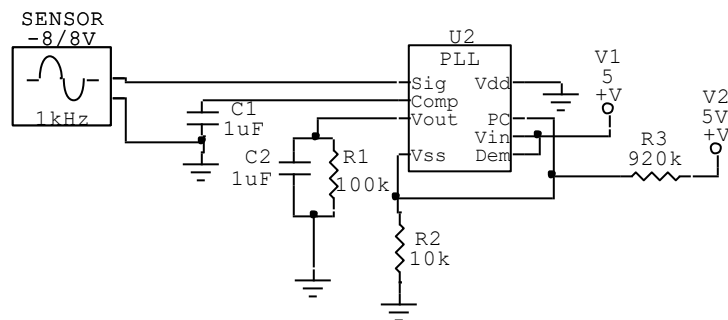 SENSOR
-8/8V
1kHz
C1
1uF
C2
1uF
R1
100k
U2
PLL
Sig
Comp
Vout
Vss
Vdd
PC
Vin
Dem
R2
10k
V1
5
+V
R3
920k
V2
5V
+V